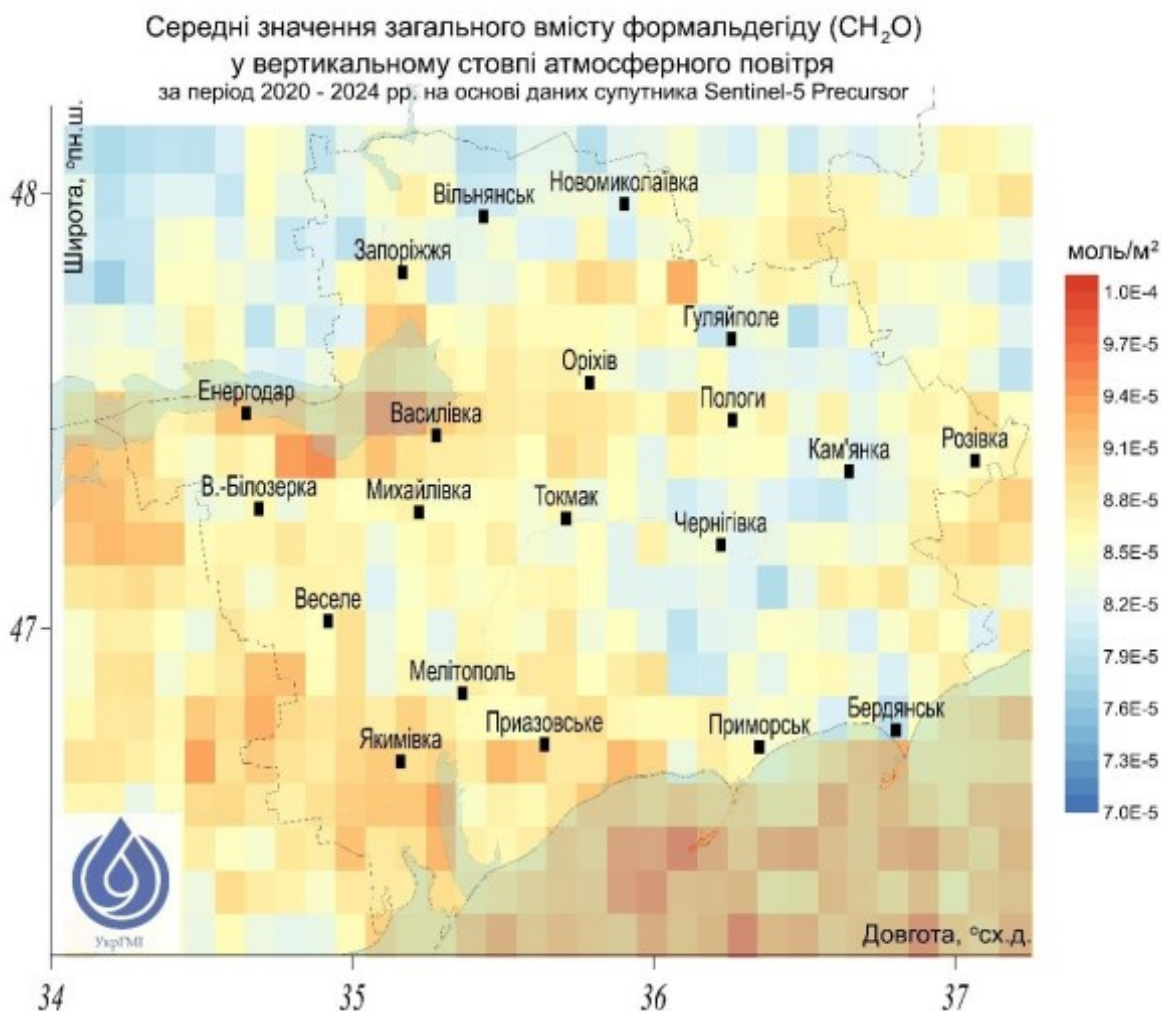 Середні значення загального вмісту формальдегіду (CH₂O)
у вертикальному стовпі атмосферного повітря
за період 2020 - 2024 рр. на основі даних супутника Sentinel-5 Precursor
Широта, °пн.ш.
48
47
Новомиколаївка
Вільнянськ
Запоріжжя
Гуляйполе
Оріхів
Енергодар
Василівка
Пологи
Кам'янка
Розівка
В.-Білозерка
Михайлівка
Токмак
Чернігівка
Веселе
Мелітополь
Якимівка
Приазовське
Приморськ
Бердянськ
УкрГМІ
Довгота, °сх.д.
34
35
36
37
моль/м²
1.0E-4
9.7E-5
9.4E-5
9.1E-5
8.8E-5
8.5E-5
8.2E-5
7.9E-5
7.6E-5
7.3E-5
7.0E-5